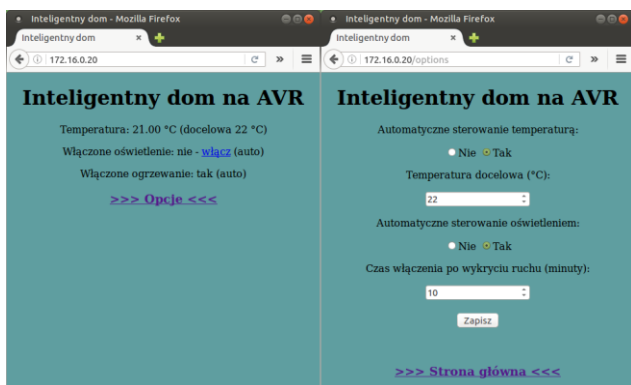 Inteligentny dom - Mozilla Firefox
Inteligentny dom
172.16.0.20
Inteligentny dom na AVR
Temperatura: 21.00 °C (docelowa 22 °C)
Włączone oświetlenie: nie - włącz (auto)
Włączone ogrzewanie: tak (auto)
>>> Opcje <<<
Inteligentny dom - Mozilla Firefox
Inteligentny dom
172.16.0.20/options
Inteligentny dom na AVR
Automatyczne sterowanie temperaturą:
Nie Tak
Temperatura docelowa (°C):
22
Automatyczne sterowanie oświetleniem:
Nie Tak
Czas włączenia po wykryciu ruchu (minuty):
10
Zapisz
>>> Strona główna <<<